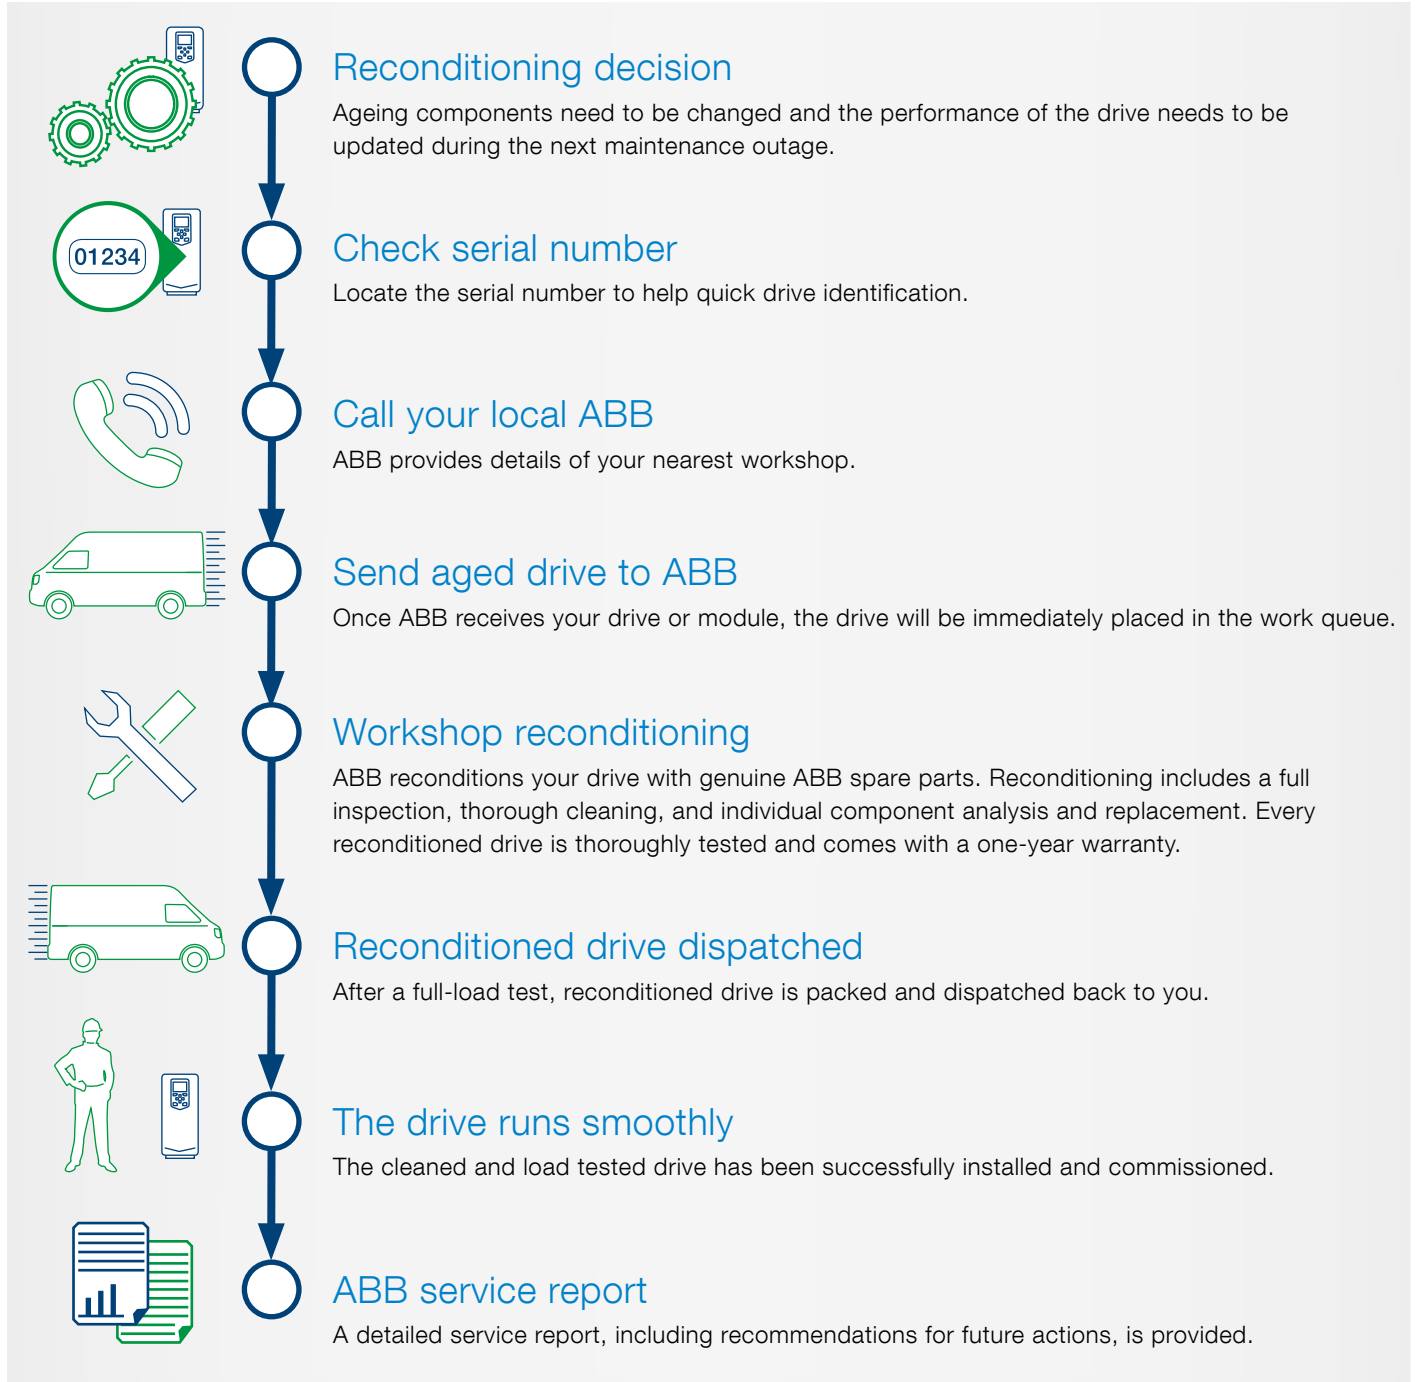 Reconditioning decision
Ageing components need to be changed and the performance of the drive needs to be
updated during the next maintenance outage.
01234
Check serial number
Locate the serial number to help quick drive identification.
Call your local ABB
ABB provides details of your nearest workshop.
Send aged drive to ABB
Once ABB receives your drive or module, the drive will be immediately placed in the work queue.
Workshop reconditioning
ABB reconditions your drive with genuine ABB spare parts. Reconditioning includes a full
inspection, thorough cleaning, and individual component analysis and replacement. Every
reconditioned drive is thoroughly tested and comes with a one-year warranty.
Reconditioned drive dispatched
After a full-load test, reconditioned drive is packed and dispatched back to you.
The drive runs smoothly
The cleaned and load tested drive has been successfully installed and commissioned.
ABB service report
A detailed service report, including recommendations for future actions, is provided.